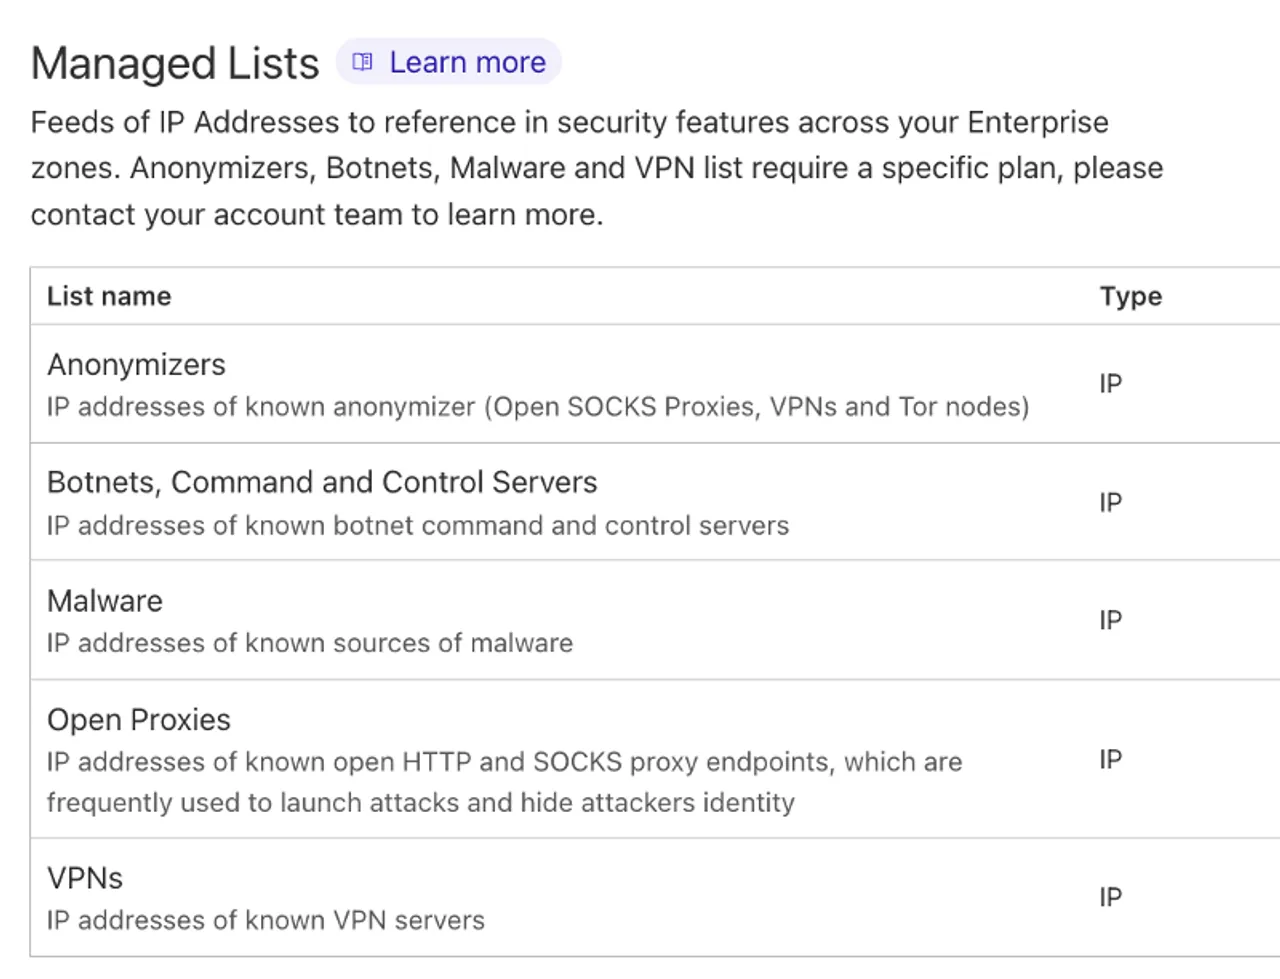 Managed Lists Learn more
Feeds of IP Addresses to reference in security features across your Enterprise
zones. Anonymizers, Botnets, Malware and VPN list require a specific plan, please
contact your account team to learn more.
List name Type
Anonymizers
IP addresses of known anonymizer (Open SOCKS Proxies, VPNs and Tor nodes)
IP
Botnets, Command and Control Servers
IP addresses of known botnet command and control servers
IP
Malware
IP addresses of known sources of malware
IP
Open Proxies
IP addresses of known open HTTP and SOCKS proxy endpoints, which are
frequently used to launch attacks and hide attackers identity
IP
VPNs
IP addresses of known VPN servers
IP